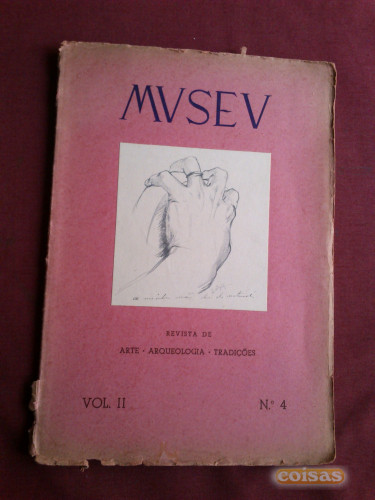 MVSEV
REVISTA DE
ARTE - ARQUEOLOGIA - TRADIÇÕES
VOL. II
N.º 4
coisas